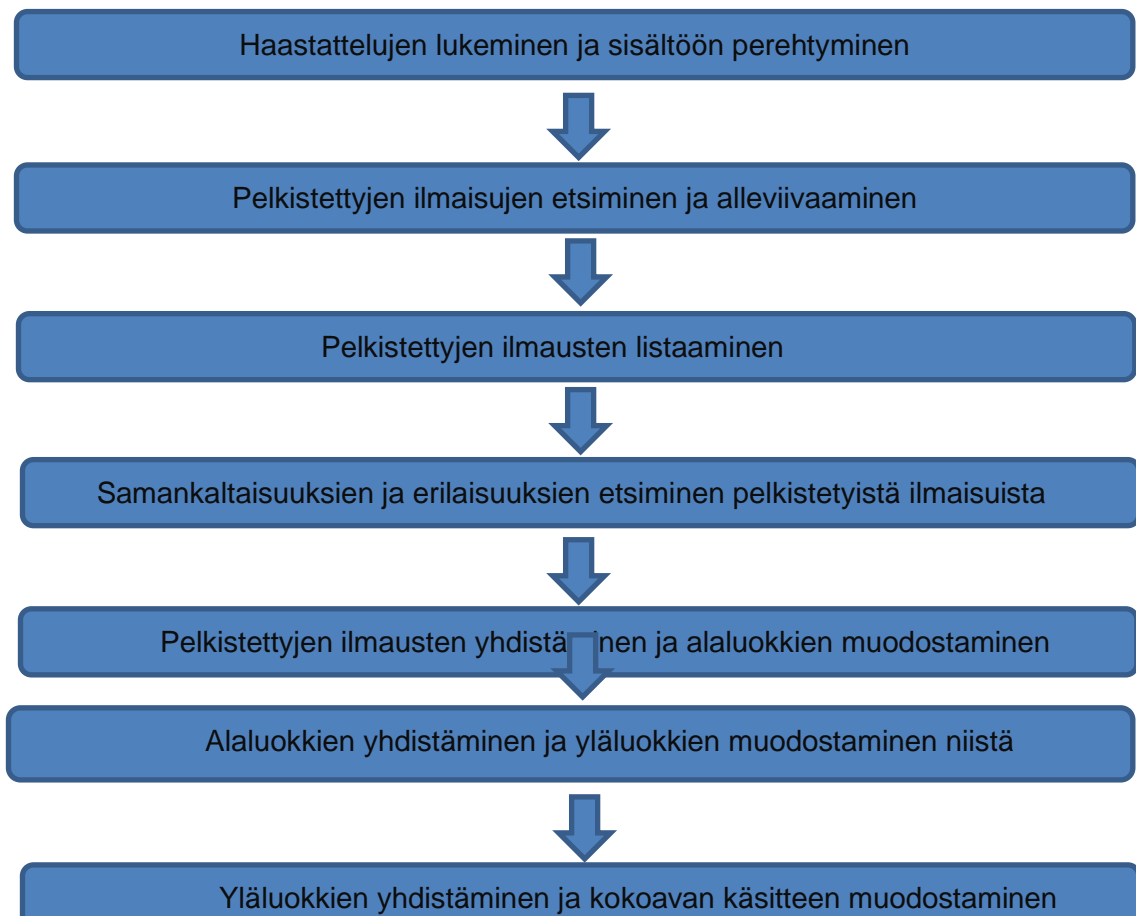 Haastattelujen lukeminen ja sisältöön perehtyminen
Pelkistettyjen ilmaisujen etsiminen ja alleviivaaminen
Pelkistettyjen ilmausten listaaminen
Samankaltaisuuksien ja erilaisuuksien etsiminen pelkistetyistä ilmaisuista
Pelkistettyjen ilmausten yhdistäminen ja alaluokkien muodostaminen
Alaluokkien yhdistäminen ja yläluokkien muodostaminen niistä
Yläluokkien yhdistäminen ja kokoavan käsitteen muodostaminen